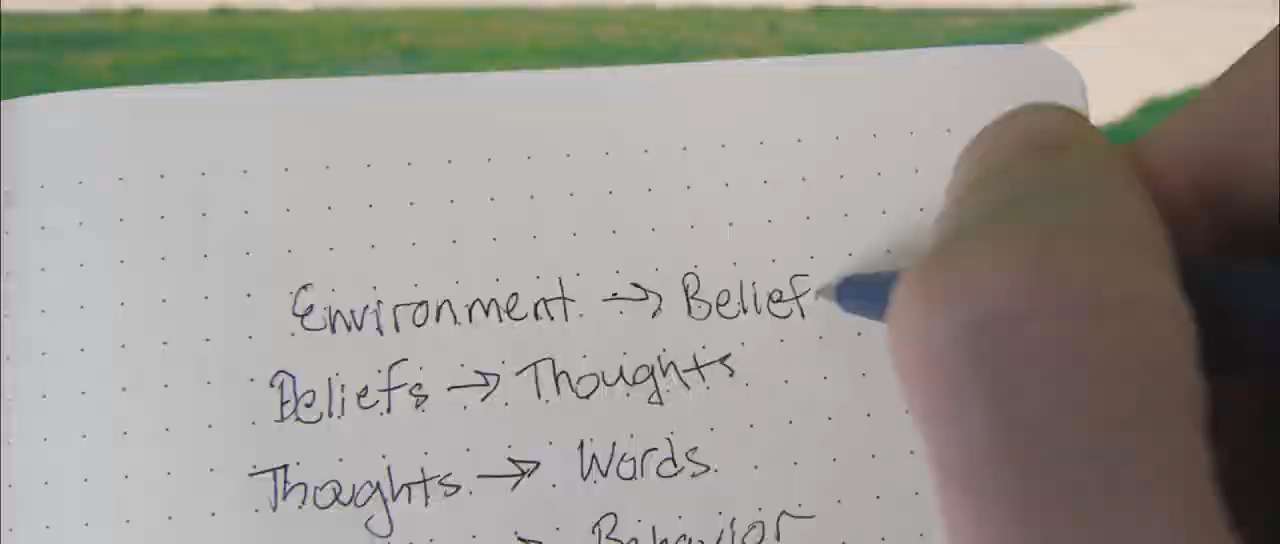 Environment → Belief
Beliefs → Thoughts
Thoughts → Words
→ Behavior